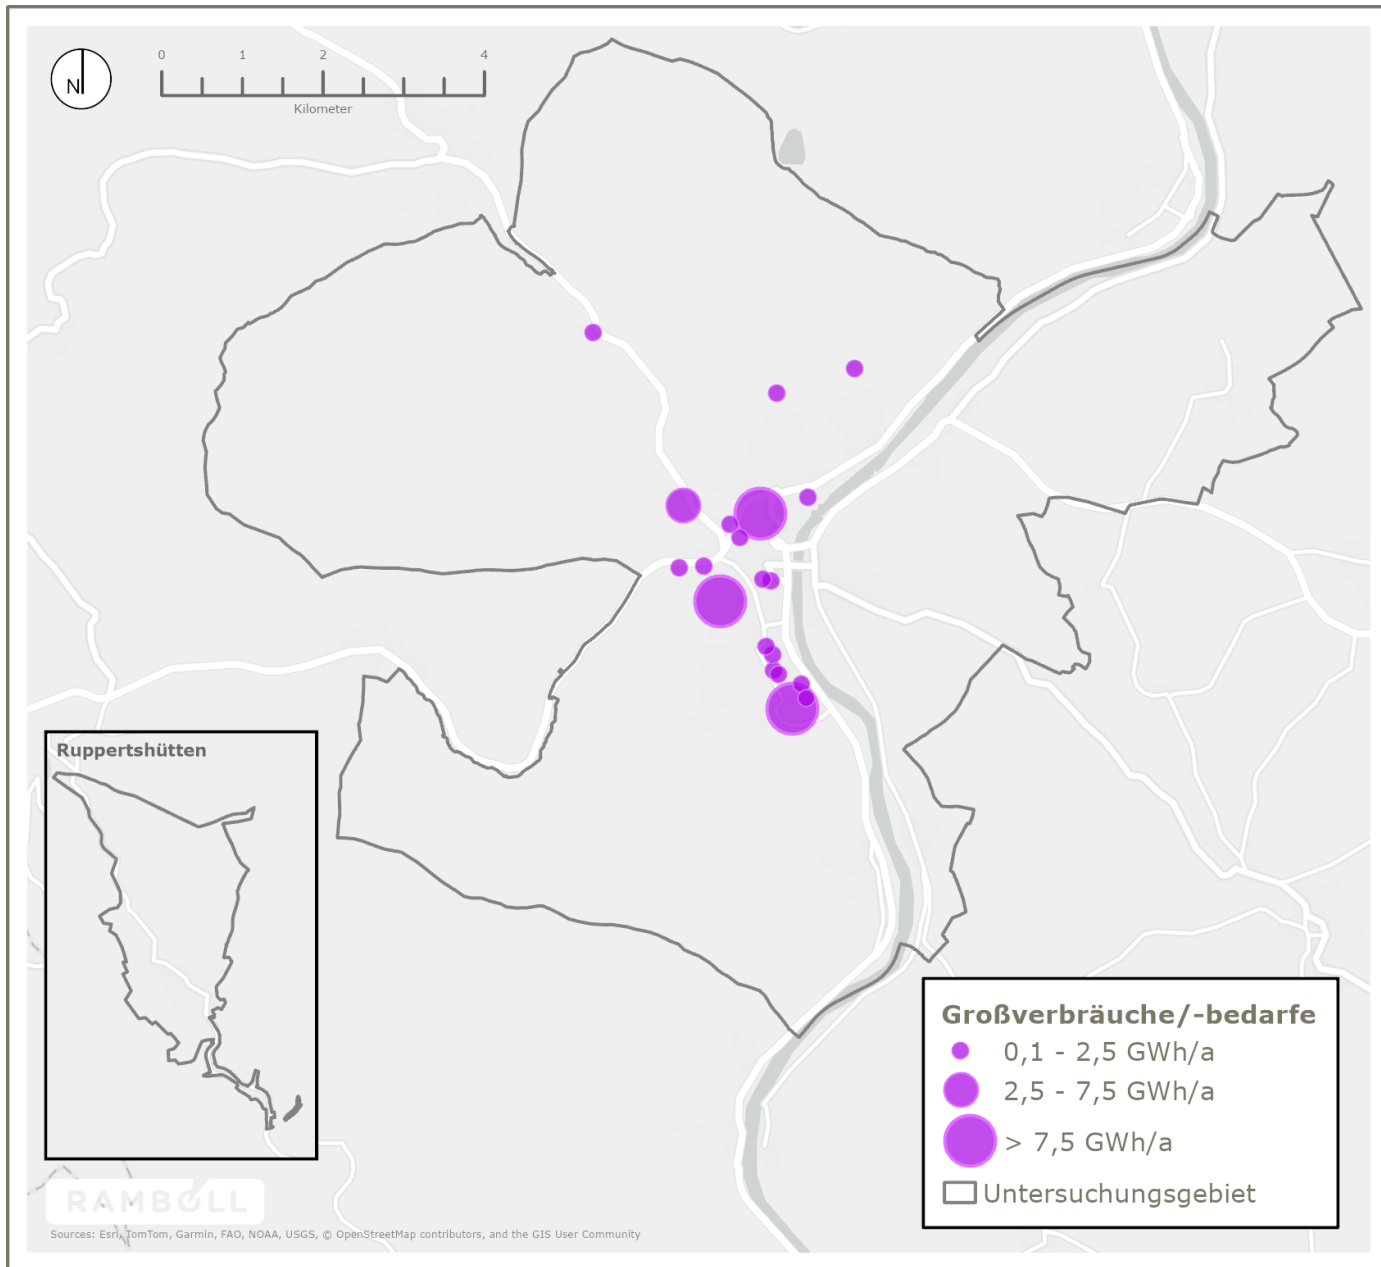 N
0 1 2 4
Kilometer
Ruppertshütten
Großverbräuche/-bedarfe
0,1 - 2,5 GWh/a
2,5 - 7,5 GWh/a
> 7,5 GWh/a
Untersuchungsgebiet
RAMBOLL
Sources: Esri, TomTom, Garmin, FAO, NOAA, USGS, © OpenStreetMap contributors, and the GIS User Community